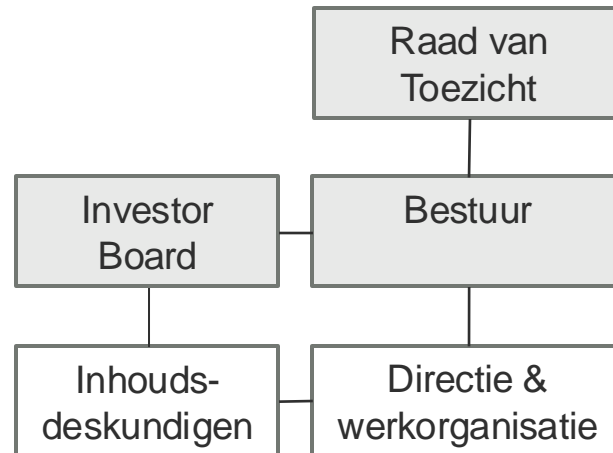 Raad van
Toezicht
Investor
Board
Bestuur
Inhouds-
deskundigen
Directie &
werkorganisatie